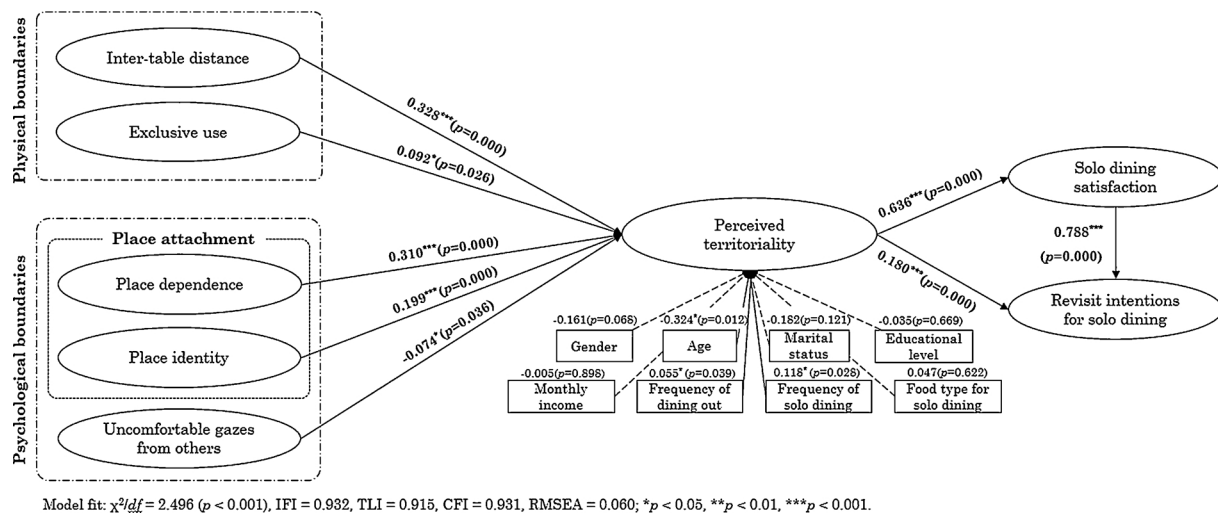 Physical boundaries
Inter-table distance
Exclusive use
0.328***(p=0.000)
0.092*(p=0.026)
Psychological boundaries
Place attachment
Place dependence
Place identity
Uncomfortable gazes
from others
0.310***(p=0.000)
0.199***(p=0.000)
-0.074*(p=0.036)
Perceived
territoriality
0.636***(p=0.000)
0.180***(p=0.000)
Solo dining
satisfaction
0.788***
(p=0.000)
Revisit intentions
for solo dining
-0.161(p=0.068)
Gender
-0.324*(p=0.012)
Age
-0.182(p=0.121)
Marital
status
-0.035(p=0.669)
Educational
level
-0.005(p=0.898)
Monthly
income
0.055*(p=0.039)
Frequency
of dining out
0.118*(p=0.028)
Frequency of
solo dining
0.047(p=0.622)
Food type for
solo dining
Model fit: χ²/df = 2.496 (p < 0.001), IFI = 0.932, TLI = 0.915, CFI = 0.931, RMSEA = 0.060; *p < 0.05, **p < 0.01, ***p < 0.001.